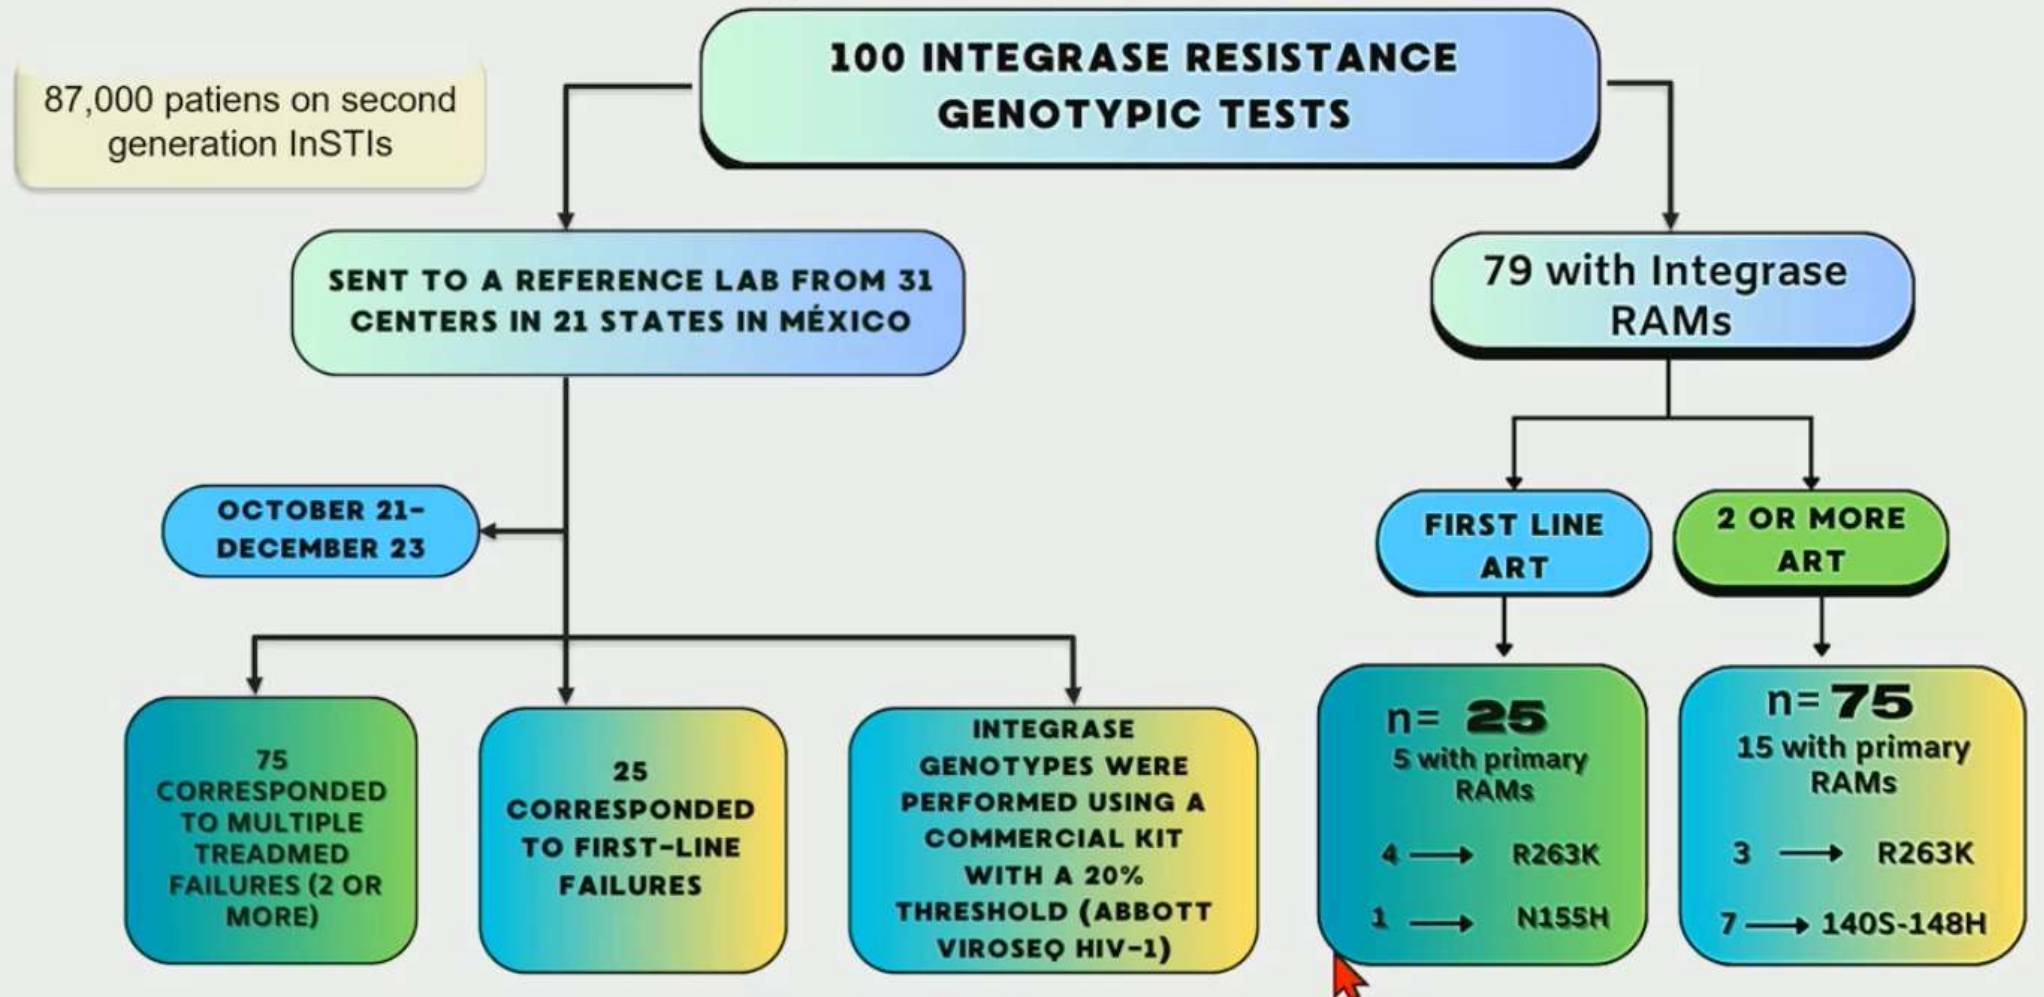 87,000 patiens on second
generation InSTIs
100 INTEGRASE RESISTANCE
GENOTYPIC TESTS
SENT TO A REFERENCE LAB FROM 31
CENTERS IN 21 STATES IN MÉXICO
79 with Integrase
RAMs
OCTOBER 21-
DECEMBER 23
FIRST LINE
ART
2 OR MORE
ART
75
CORRESPONDED
TO MULTIPLE
TREADMED
FAILURES (2 OR
MORE)
25
CORRESPONDED
TO FIRST-LINE
FAILURES
INTEGRASE
GENOTYPES WERE
PERFORMED USING A
COMMERCIAL KIT
WITH A 20%
THRESHOLD (ABBOTT
VIROSEQ HIV-1)
n= 25
5 with primary
RAMs
4 → R263K
1 → N155H
n= 75
15 with primary
RAMs
3 → R263K
7 → 140S-148H